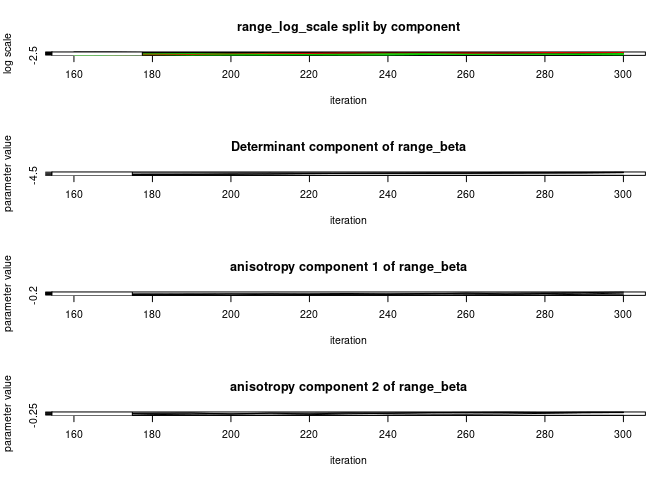 range_log_scale split by component
log scale
-2.5
160 180 200 220 240 260 280 300
iteration
Determinant component of range_beta
parameter value
-4.5
160 180 200 220 240 260 280 300
iteration
anisotropy component 1 of range_beta
parameter value
-0.2
160 180 200 220 240 260 280 300
iteration
anisotropy component 2 of range_beta
parameter value
-0.25
160 180 200 220 240 260 280 300
iteration